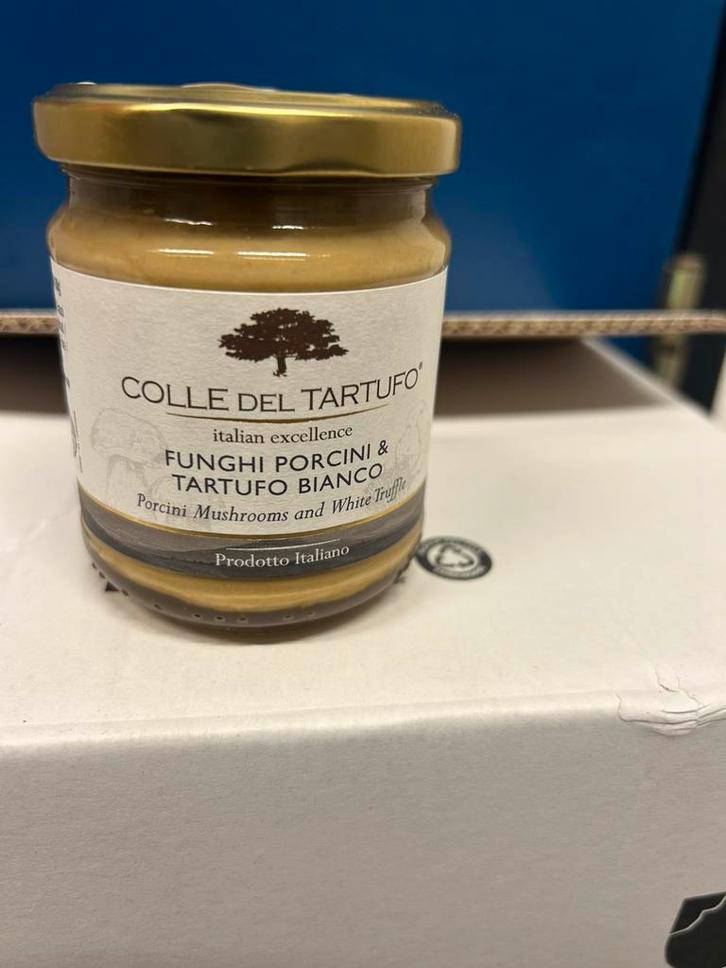 COLLE DEL TARTUFO®
italian excellence
FUNGHI PORCINI &
TARTUFO BIANCO
Porcini Mushrooms and White Truffle
Prodotto Italiano